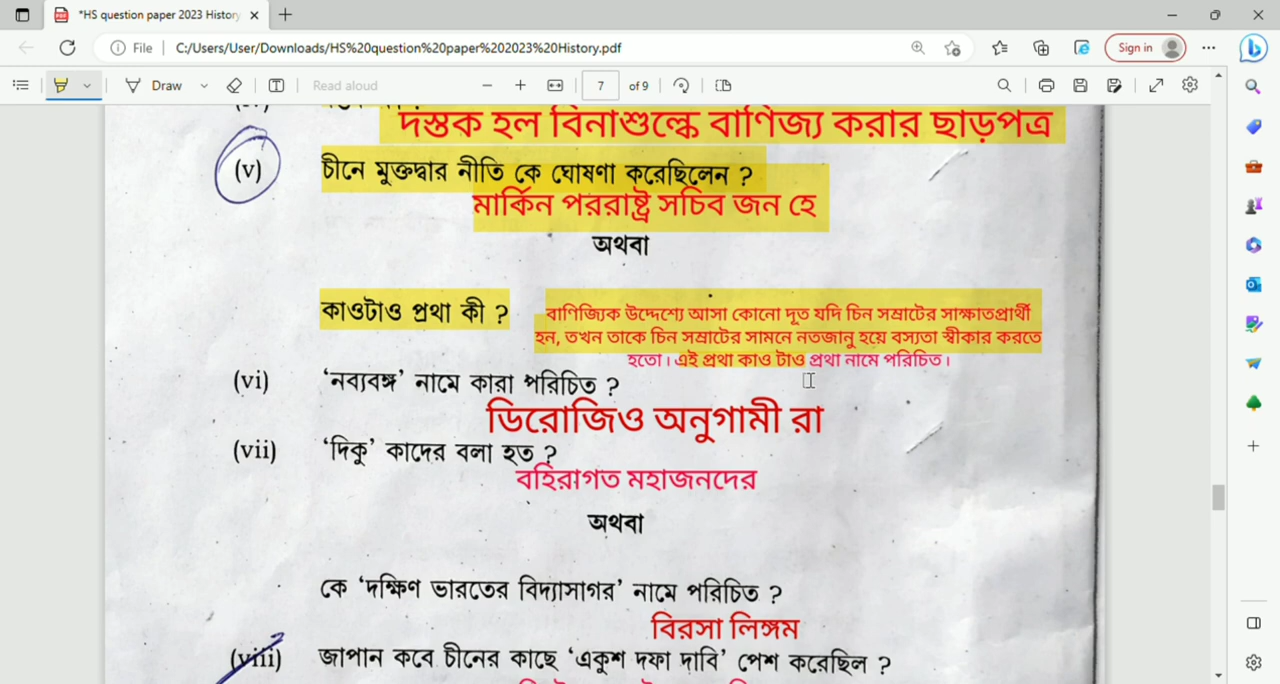 *HS question paper 2023 History
File
C:/Users/User/Downloads/HS%20question%20paper%202023%20History.pdf
Sign in
Draw
Read aloud
7
of 9
দস্তক হল বিনাশুল্কে বাণিজ্য করার ছাড়পত্র
(v) চীনে মুক্তদ্বার নীতি কে ঘোষণা করেছিলেন ?
মার্কিন পররাষ্ট্র সচিব জন হে
অথবা
কাওটাও প্রথা কী ?
বাণিজ্যিক উদ্দেশ্যে আসা কোনো দূত যদি চিন সম্রাটের সাক্ষাতপ্রার্থী
হন, তখন তাকে চিন সম্রাটের সামনে নতজানু হয়ে বস্যতা স্বীকার করতে
হতো। এই প্রথা কাও টাও প্রথা নামে পরিচিত।
(vi) 'নব্যবঙ্গ' নামে কারা পরিচিত ?
ডিরোজিও অনুগামী রা
(vii) 'দিকু' কাদের বলা হত ?
বহিরাগত মহাজনদের
অথবা
কে 'দক্ষিণ ভারতের বিদ্যাসাগর' নামে পরিচিত ?
বিরসা লিঙ্গম
(viii) জাপান কবে চীনের কাছে 'একুশ দফা দাবি' পেশ করেছিল ?